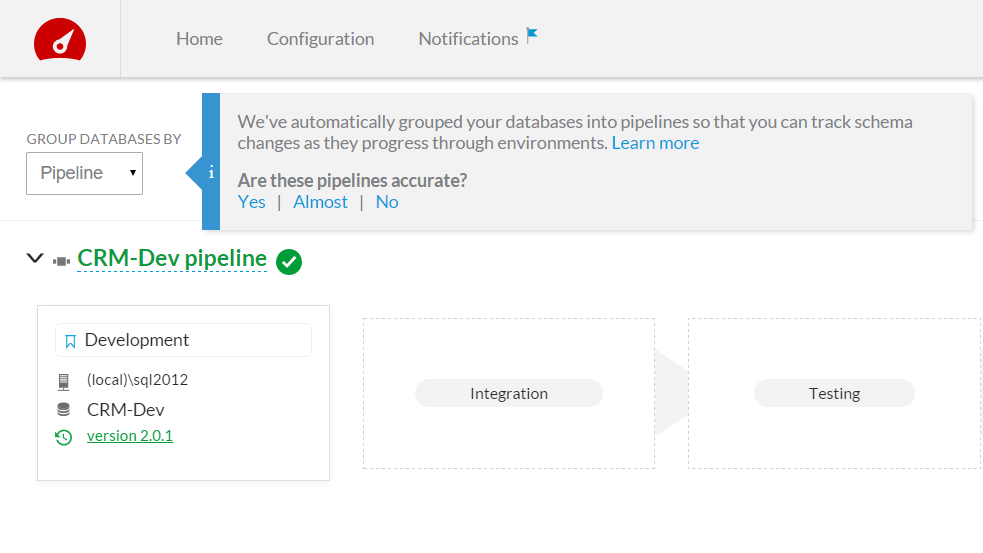 Home Configuration Notifications
GROUP DATABASES BY
Pipeline
i
We've automatically grouped your databases into pipelines so that you can track schema
changes as they progress through environments. Learn more
Are these pipelines accurate?
Yes | Almost | No
CRM-Dev pipeline
Development
(local)\sql2012
CRM-Dev
version 2.0.1
Integration
Testing